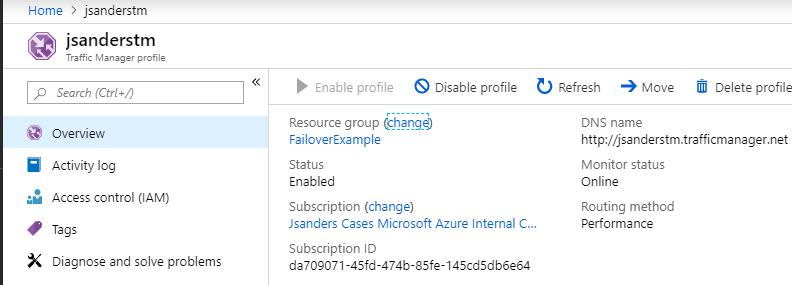 Home > jsanderstm
jsanderstm
Traffic Manager profile
Search (Ctrl+/)
«
Overview
Activity log
Access control (IAM)
Tags
Diagnose and solve problems
Enable profile Disable profile Refresh Move Delete profile
Resource group (change)
FailoverExample
Status
Enabled
Subscription (change)
Jsanders Cases Microsoft Azure Internal C...
Subscription ID
da709071-45fd-474b-85fe-145cd5db6e64
DNS name
http://jsanderstm.trafficmanager.net
Monitor status
Online
Routing method
Performance